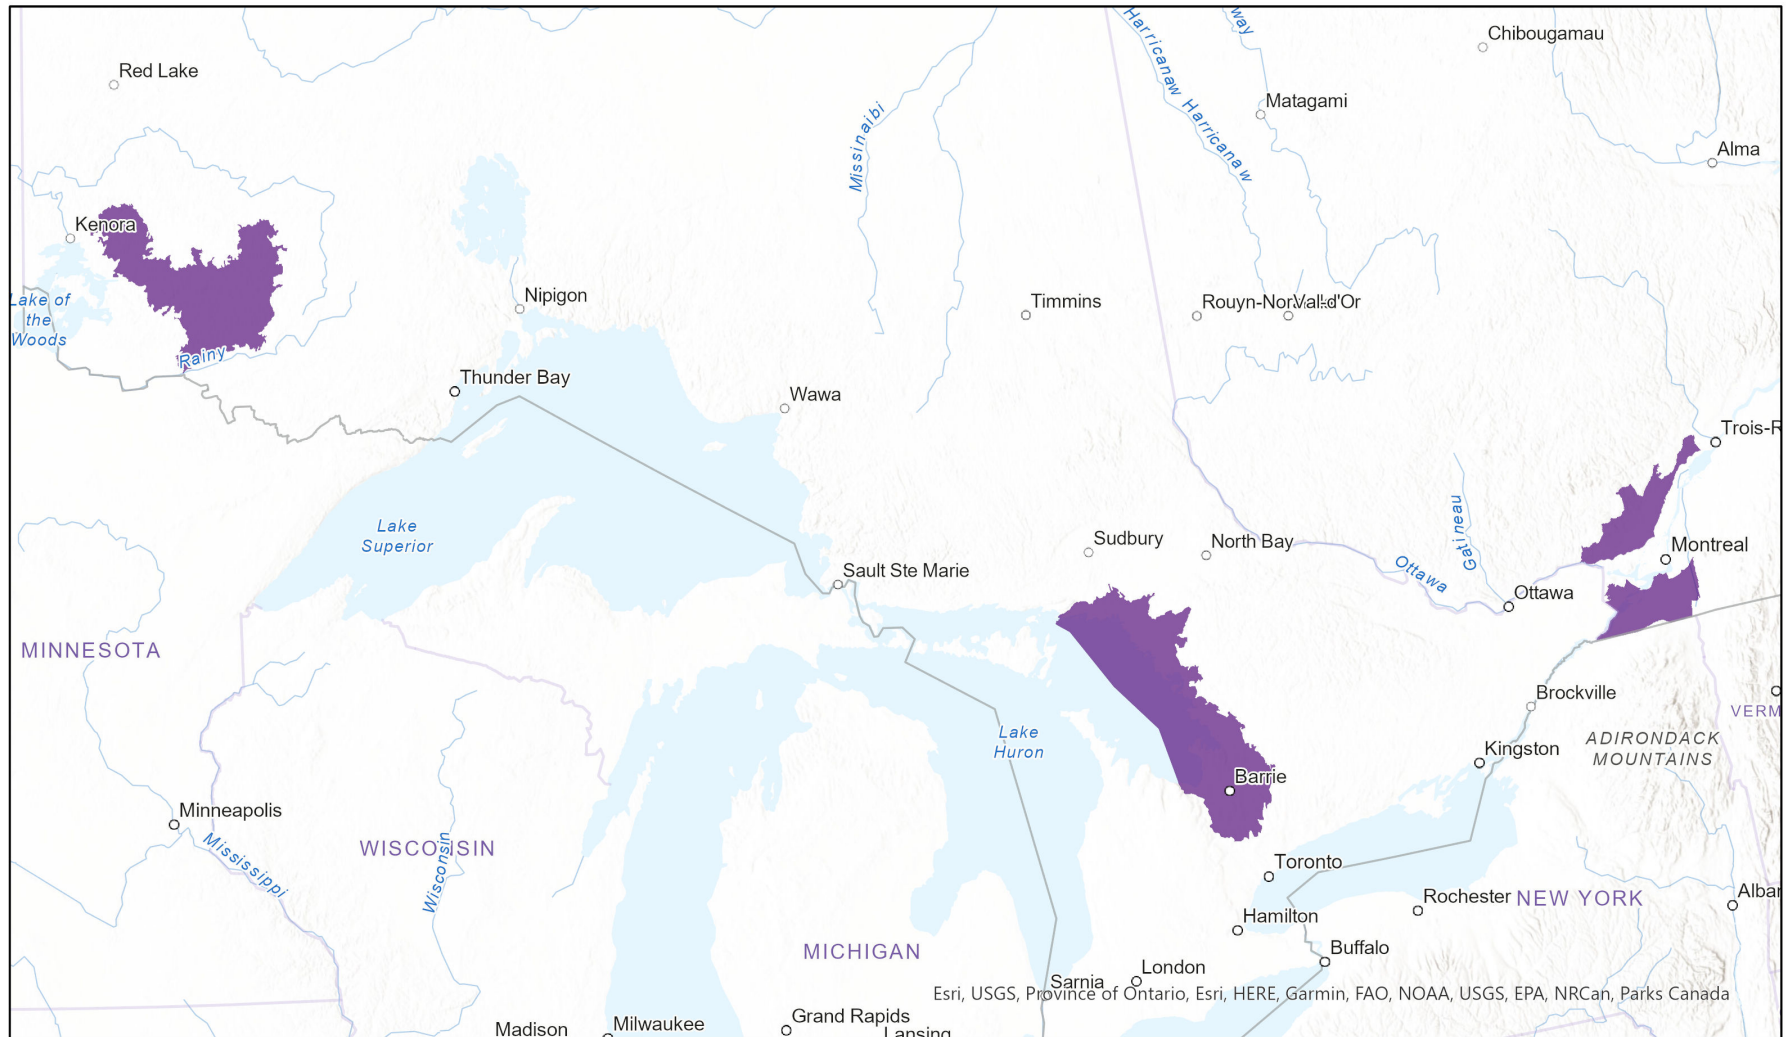 Harricanaw
Harricanaw
way
Chibougamau
Red Lake
Matagami
Missinaibi
Alma
Kenora
Nipigon
Timmins
Rouyn-Nor
Val-d'Or
Lake of
the
Woods
Rainy
Thunder Bay
Wawa
Trois-R
Lake
Superior
Gatineau
Sudbury
North Bay
Montreal
Sault Ste Marie
Ottawa
Ottawa
MINNESOTA
Brockville
VERM
Lake
Huron
ADIRONDACK
MOUNTAINS
Kingston
Barrie
Minneapolis
Mississippi
WISCONSIN
Wisconsin
Toronto
Rochester
NEW YORK
Albar
Hamilton
MICHIGAN
Buffalo
London
Sarnia
Esri, USGS, Province of Ontario, Esri, HERE, Garmin, FAO, NOAA, USGS, EPA, NRCan, Parks Canada
Grand Rapids
Madison
Milwaukee
Lansing